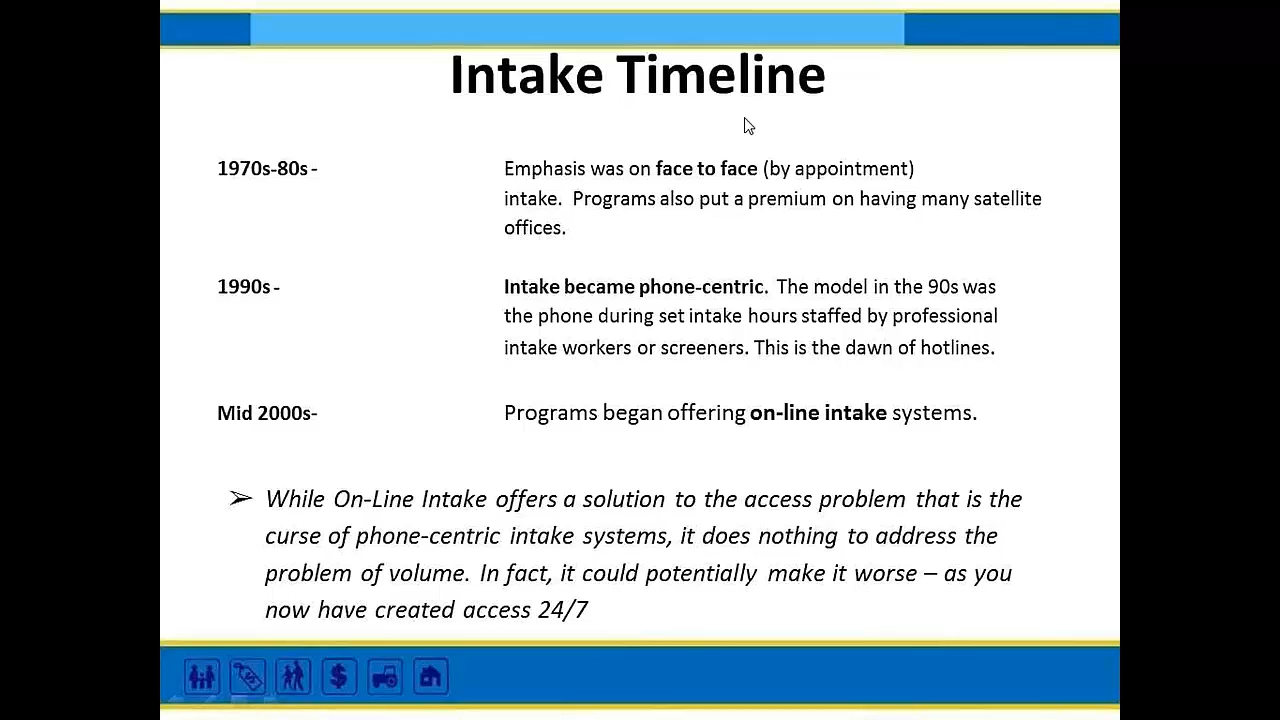 Intake Timeline
1970s-80s - Emphasis was on face to face (by appointment)
intake. Programs also put a premium on having many satellite
offices.
1990s - Intake became phone-centric. The model in the 90s was
the phone during set intake hours staffed by professional
intake workers or screeners. This is the dawn of hotlines.
Mid 2000s- Programs began offering on-line intake systems.
➢ While On-Line Intake offers a solution to the access problem that is the
curse of phone-centric intake systems, it does nothing to address the
problem of volume. In fact, it could potentially make it worse – as you
now have created access 24/7
$